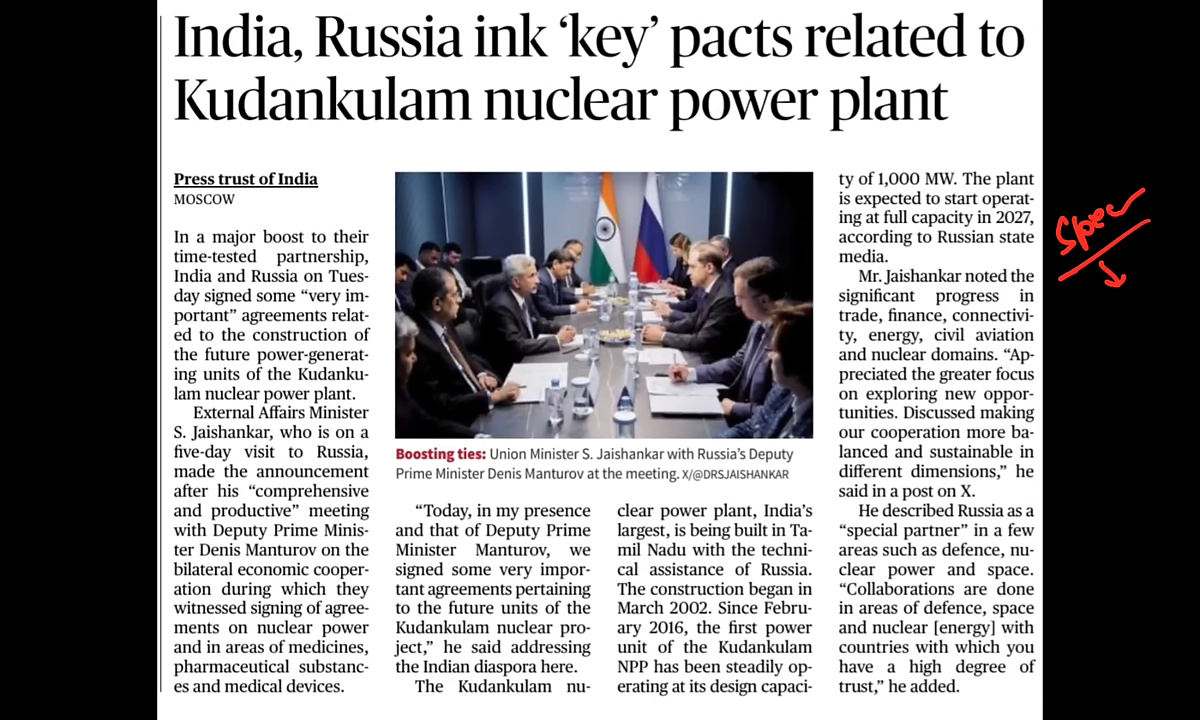 India, Russia ink ‘key’ pacts related to
Kudankulam nuclear power plant
Press trust of India
MOSCOW
In a major boost to their
time-tested partnership,
India and Russia on Tues-
day signed some “very im-
portant” agreements relat-
ed to the construction of
the future power-generat-
ing units of the Kudanku-
lam nuclear power plant.
External Affairs Minister
S. Jaishankar, who is on a
five-day visit to Russia,
made the announcement
after his “comprehensive
and productive” meeting
with Deputy Prime Minis-
ter Denis Manturov on the
bilateral economic cooper-
ation during which they
witnessed signing of agree-
ments on nuclear power
and in areas of medicines,
pharmaceutical substanc-
es and medical devices.
Boosting ties: Union Minister S. Jaishankar with Russia’s Deputy
Prime Minister Denis Manturov at the meeting. X/@DRSJAISHANKAR
“Today, in my presence
and that of Deputy Prime
Minister Manturov, we
signed some very impor-
tant agreements pertaining
to the future units of the
Kudankulam nuclear pro-
ject,” he said addressing
the Indian diaspora here.
The Kudankulam nu-
clear power plant, India’s
largest, is being built in Ta-
mil Nadu with the techni-
cal assistance of Russia.
The construction began in
March 2002. Since Febru-
ary 2016, the first power
unit of the Kudankulam
NPP has been steadily op-
erating at its design capaci-
ty of 1,000 MW. The plant
is expected to start operat-
ing at full capacity in 2027,
according to Russian state
media.
Mr. Jaishankar noted the
significant progress in
trade, finance, connectivi-
ty, energy, civil aviation
and nuclear domains. “Ap-
preciated the greater focus
on exploring new oppor-
tunities. Discussed making
our cooperation more ba-
lanced and sustainable in
different dimensions,” he
said in a post on X.
He described Russia as a
“special partner” in a few
areas such as defence, nu-
clear power and space.
“Collaborations are done
in areas of defence, space
and nuclear [energy] with
countries with which you
have a high degree of
trust,” he added.